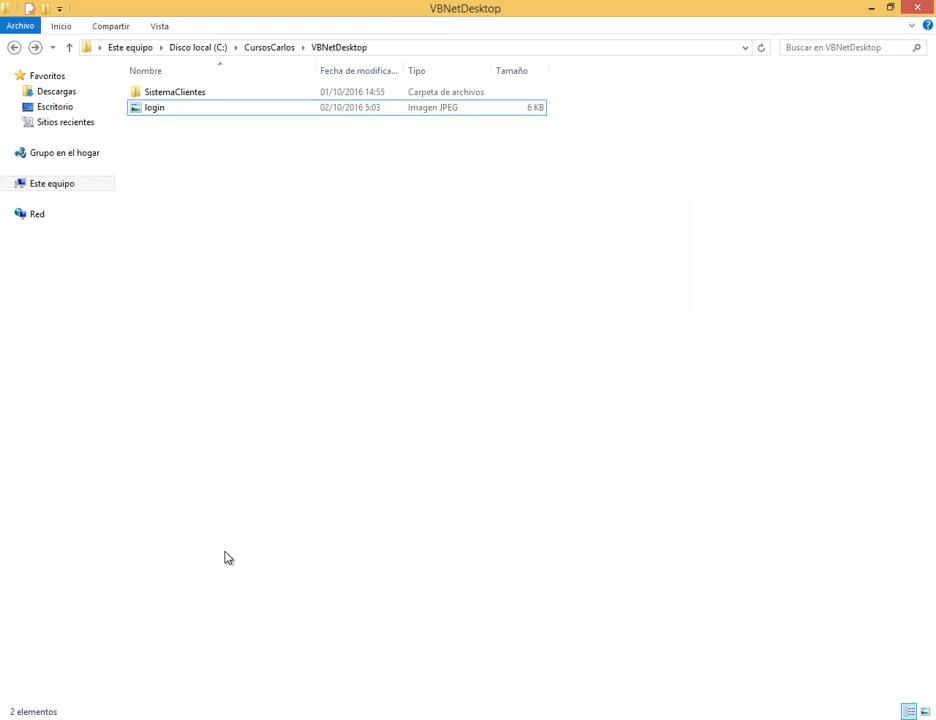 VBNetDesktop
Archivo Inicio Compartir Vista
Este equipo Disco local (C:) CursosCarlos VBNetDesktop Buscar en VBNetDesktop
Nombre Fecha de modifica... Tipo Tamaño
Favoritos
Descargas
Escritorio
Sitios recientes
Grupo en el hogar
Este equipo
Red
SistemaClientes 01/10/2016 14:55 Carpeta de archivos
login 02/10/2016 5:03 Imagen JPEG 6 KB
2 elementos